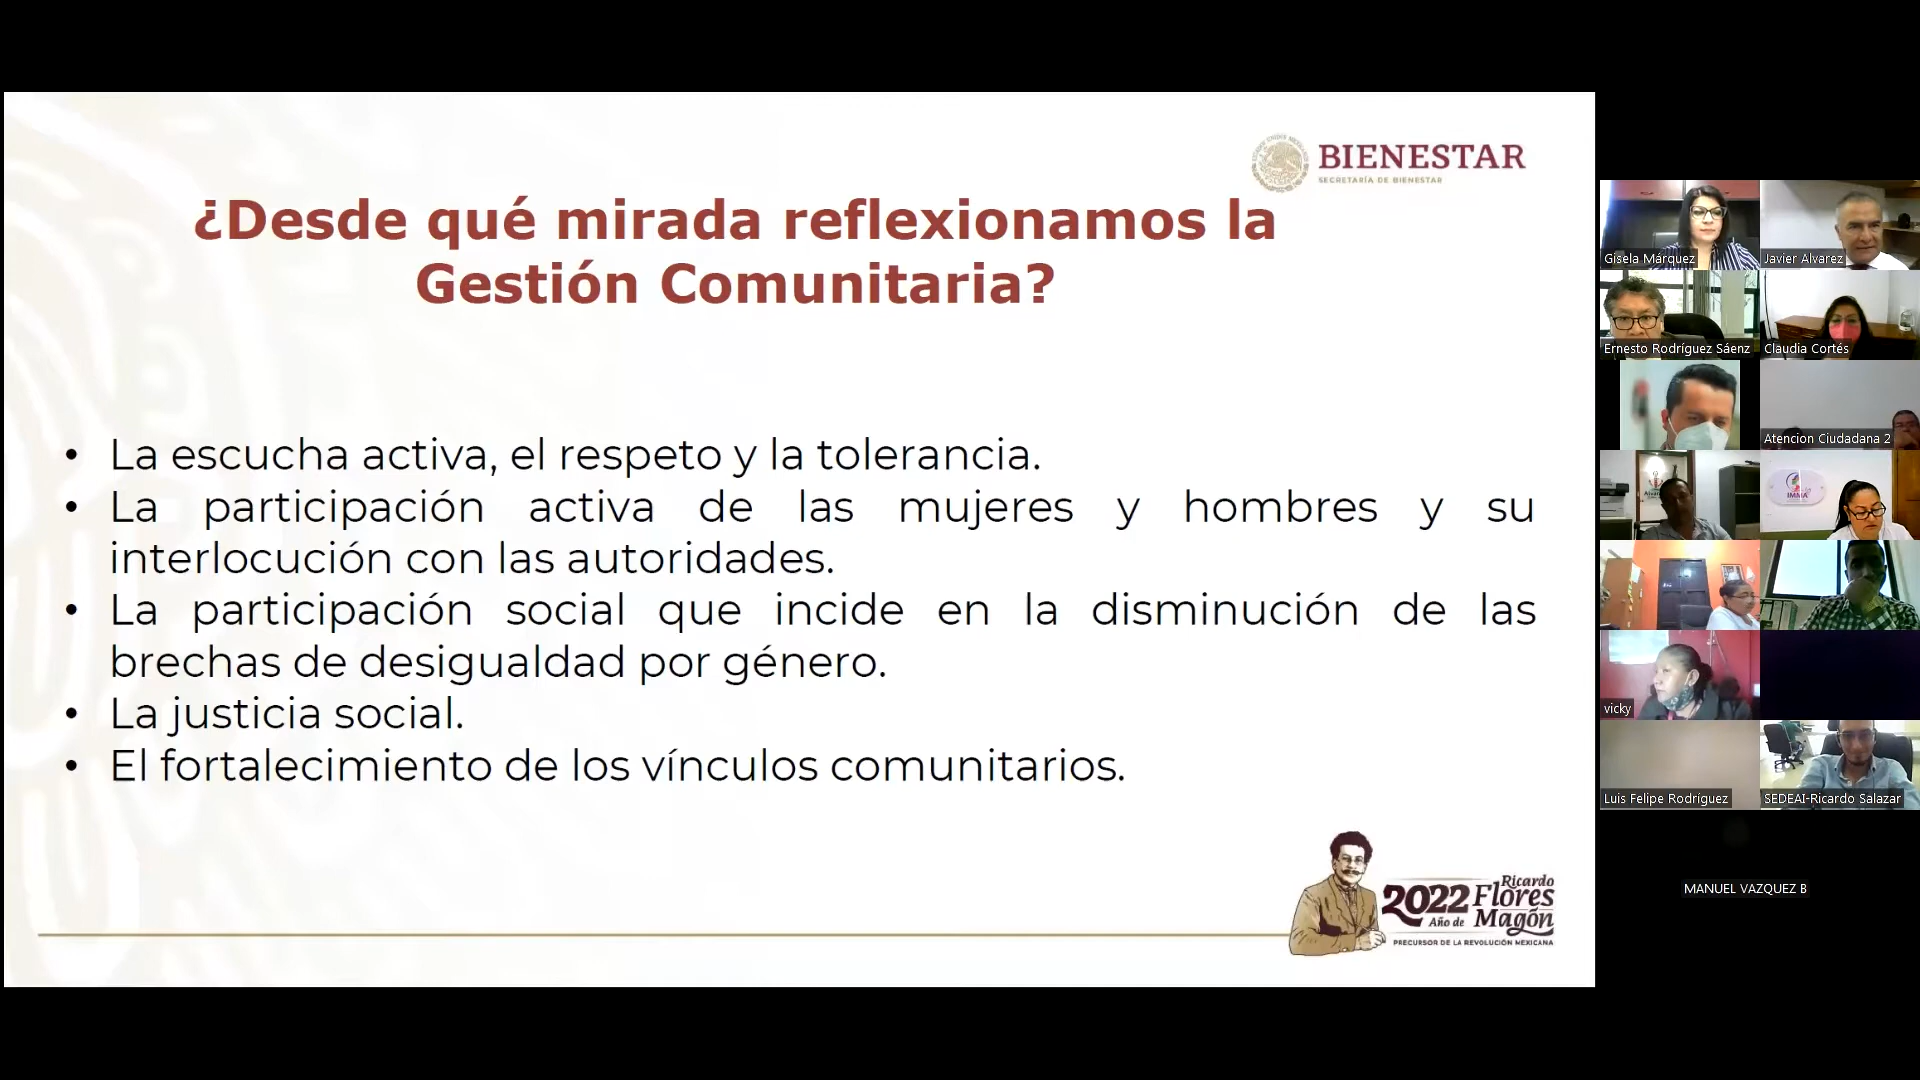 BIENESTAR
SECRETARÍA DE BIENESTAR
¿Desde qué mirada reflexionamos la
Gestión Comunitaria?
• La escucha activa, el respeto y la tolerancia.
• La participación activa de las mujeres y hombres y su
interlocución con las autoridades.
• La participación social que incide en la disminución de las
brechas de desigualdad por género.
• La justicia social.
• El fortalecimiento de los vínculos comunitarios.
2022 Ricardo
Flores
Año de Magón
PRECURSOR DE LA REVOLUCIÓN MEXICANA
Gisela Márquez
Javier Alvarez
Ernesto Rodríguez Sáenz
Claudia Cortés
Atencion Ciudadana 2
IMMA
vicky
Luis Felipe Rodríguez
SEDEAI-Ricardo Salazar
MANUEL VAZQUEZ B